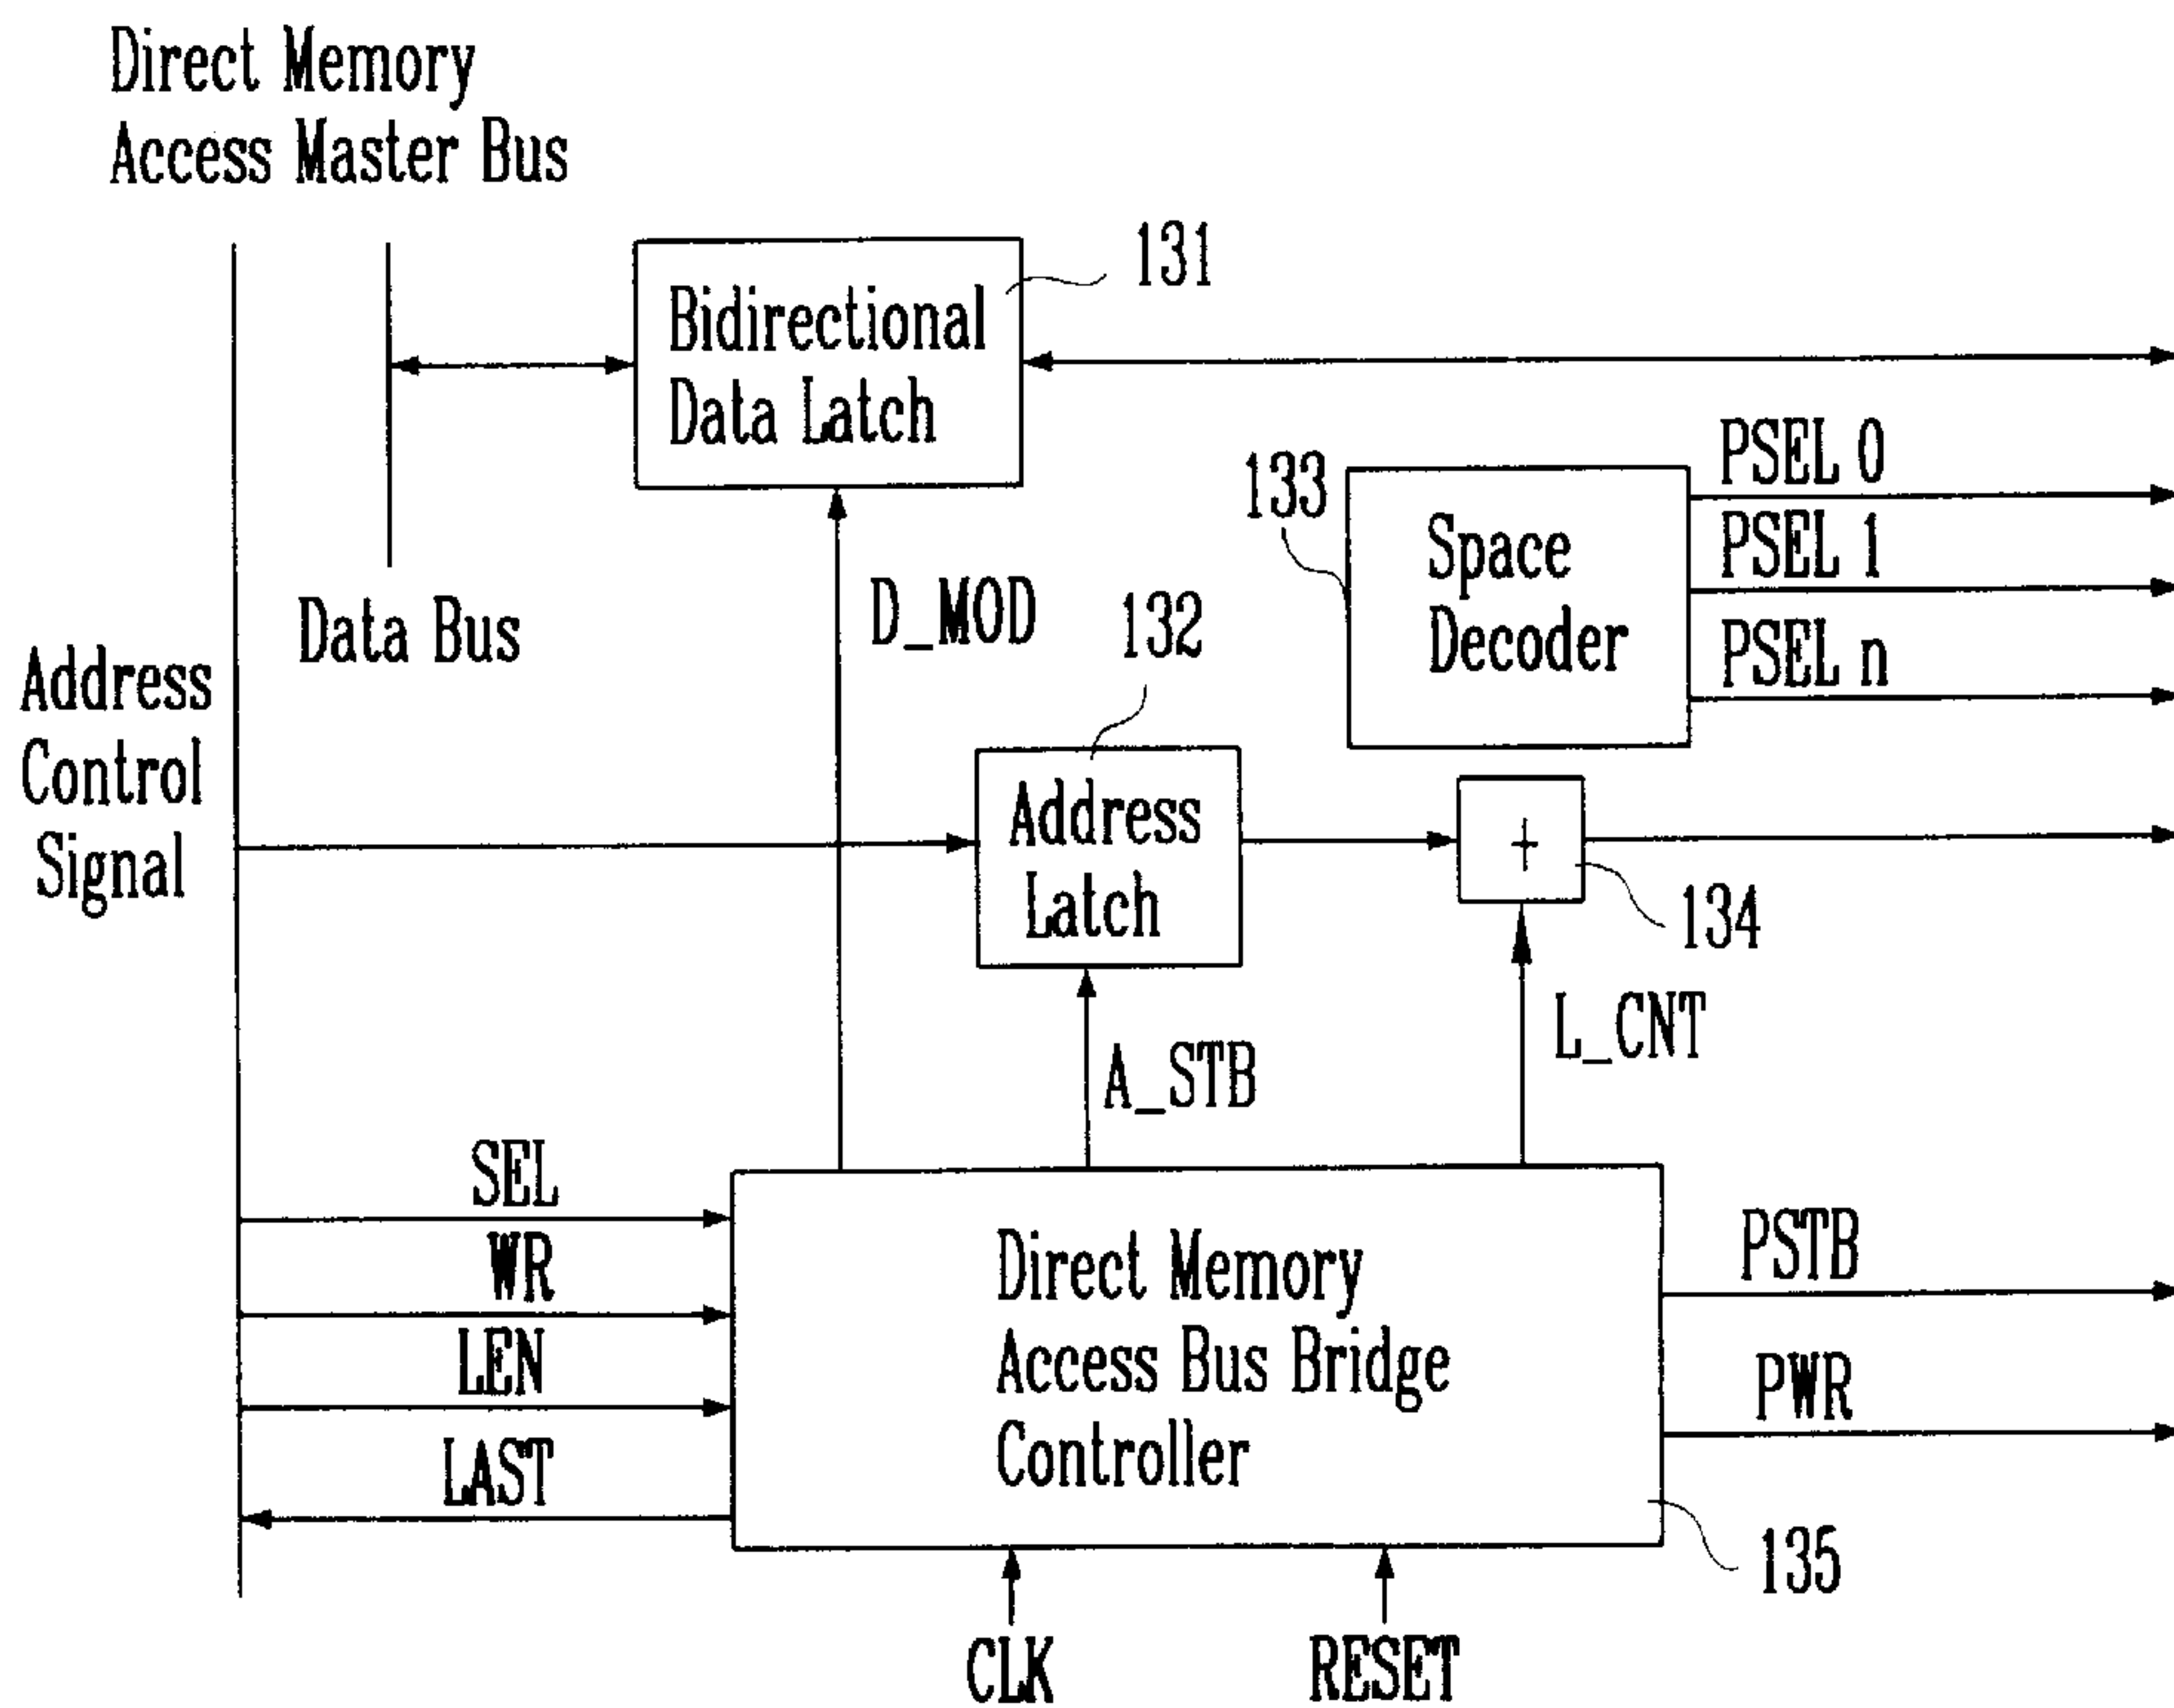 Direct Memory
Access Master Bus
131
Bidirectional
Data Latch
PSEL 0
133
Space
Decoder
PSEL 1
PSEL n
D_MOD
132
Data Bus
Address
Control
Signal
Address
Latch
+
134
L_CNT
A_STB
SEL
WR
LEN
LAST
Direct Memory
Access Bus Bridge
Controller
PSTB
PWR
135
CLK
RESET